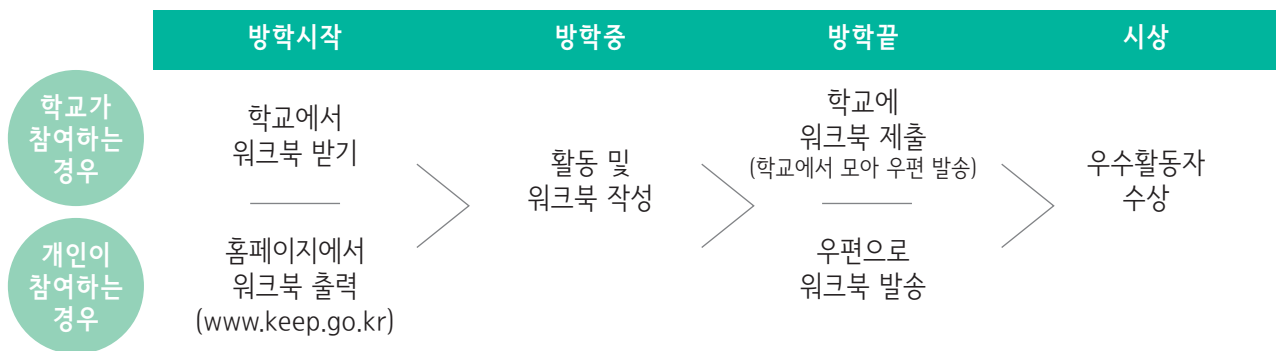 방학시작
방학중
방학끝
시상
학교가
참여하는
경우
학교에서
워크북 받기
활동 및
워크북 작성
학교에
워크북 제출
(학교에서 모아 우편 발송)
우수활동자
수상
개인이
참여하는
경우
홈페이지에서
워크북 출력
(www.keep.go.kr)
우편으로
워크북 발송